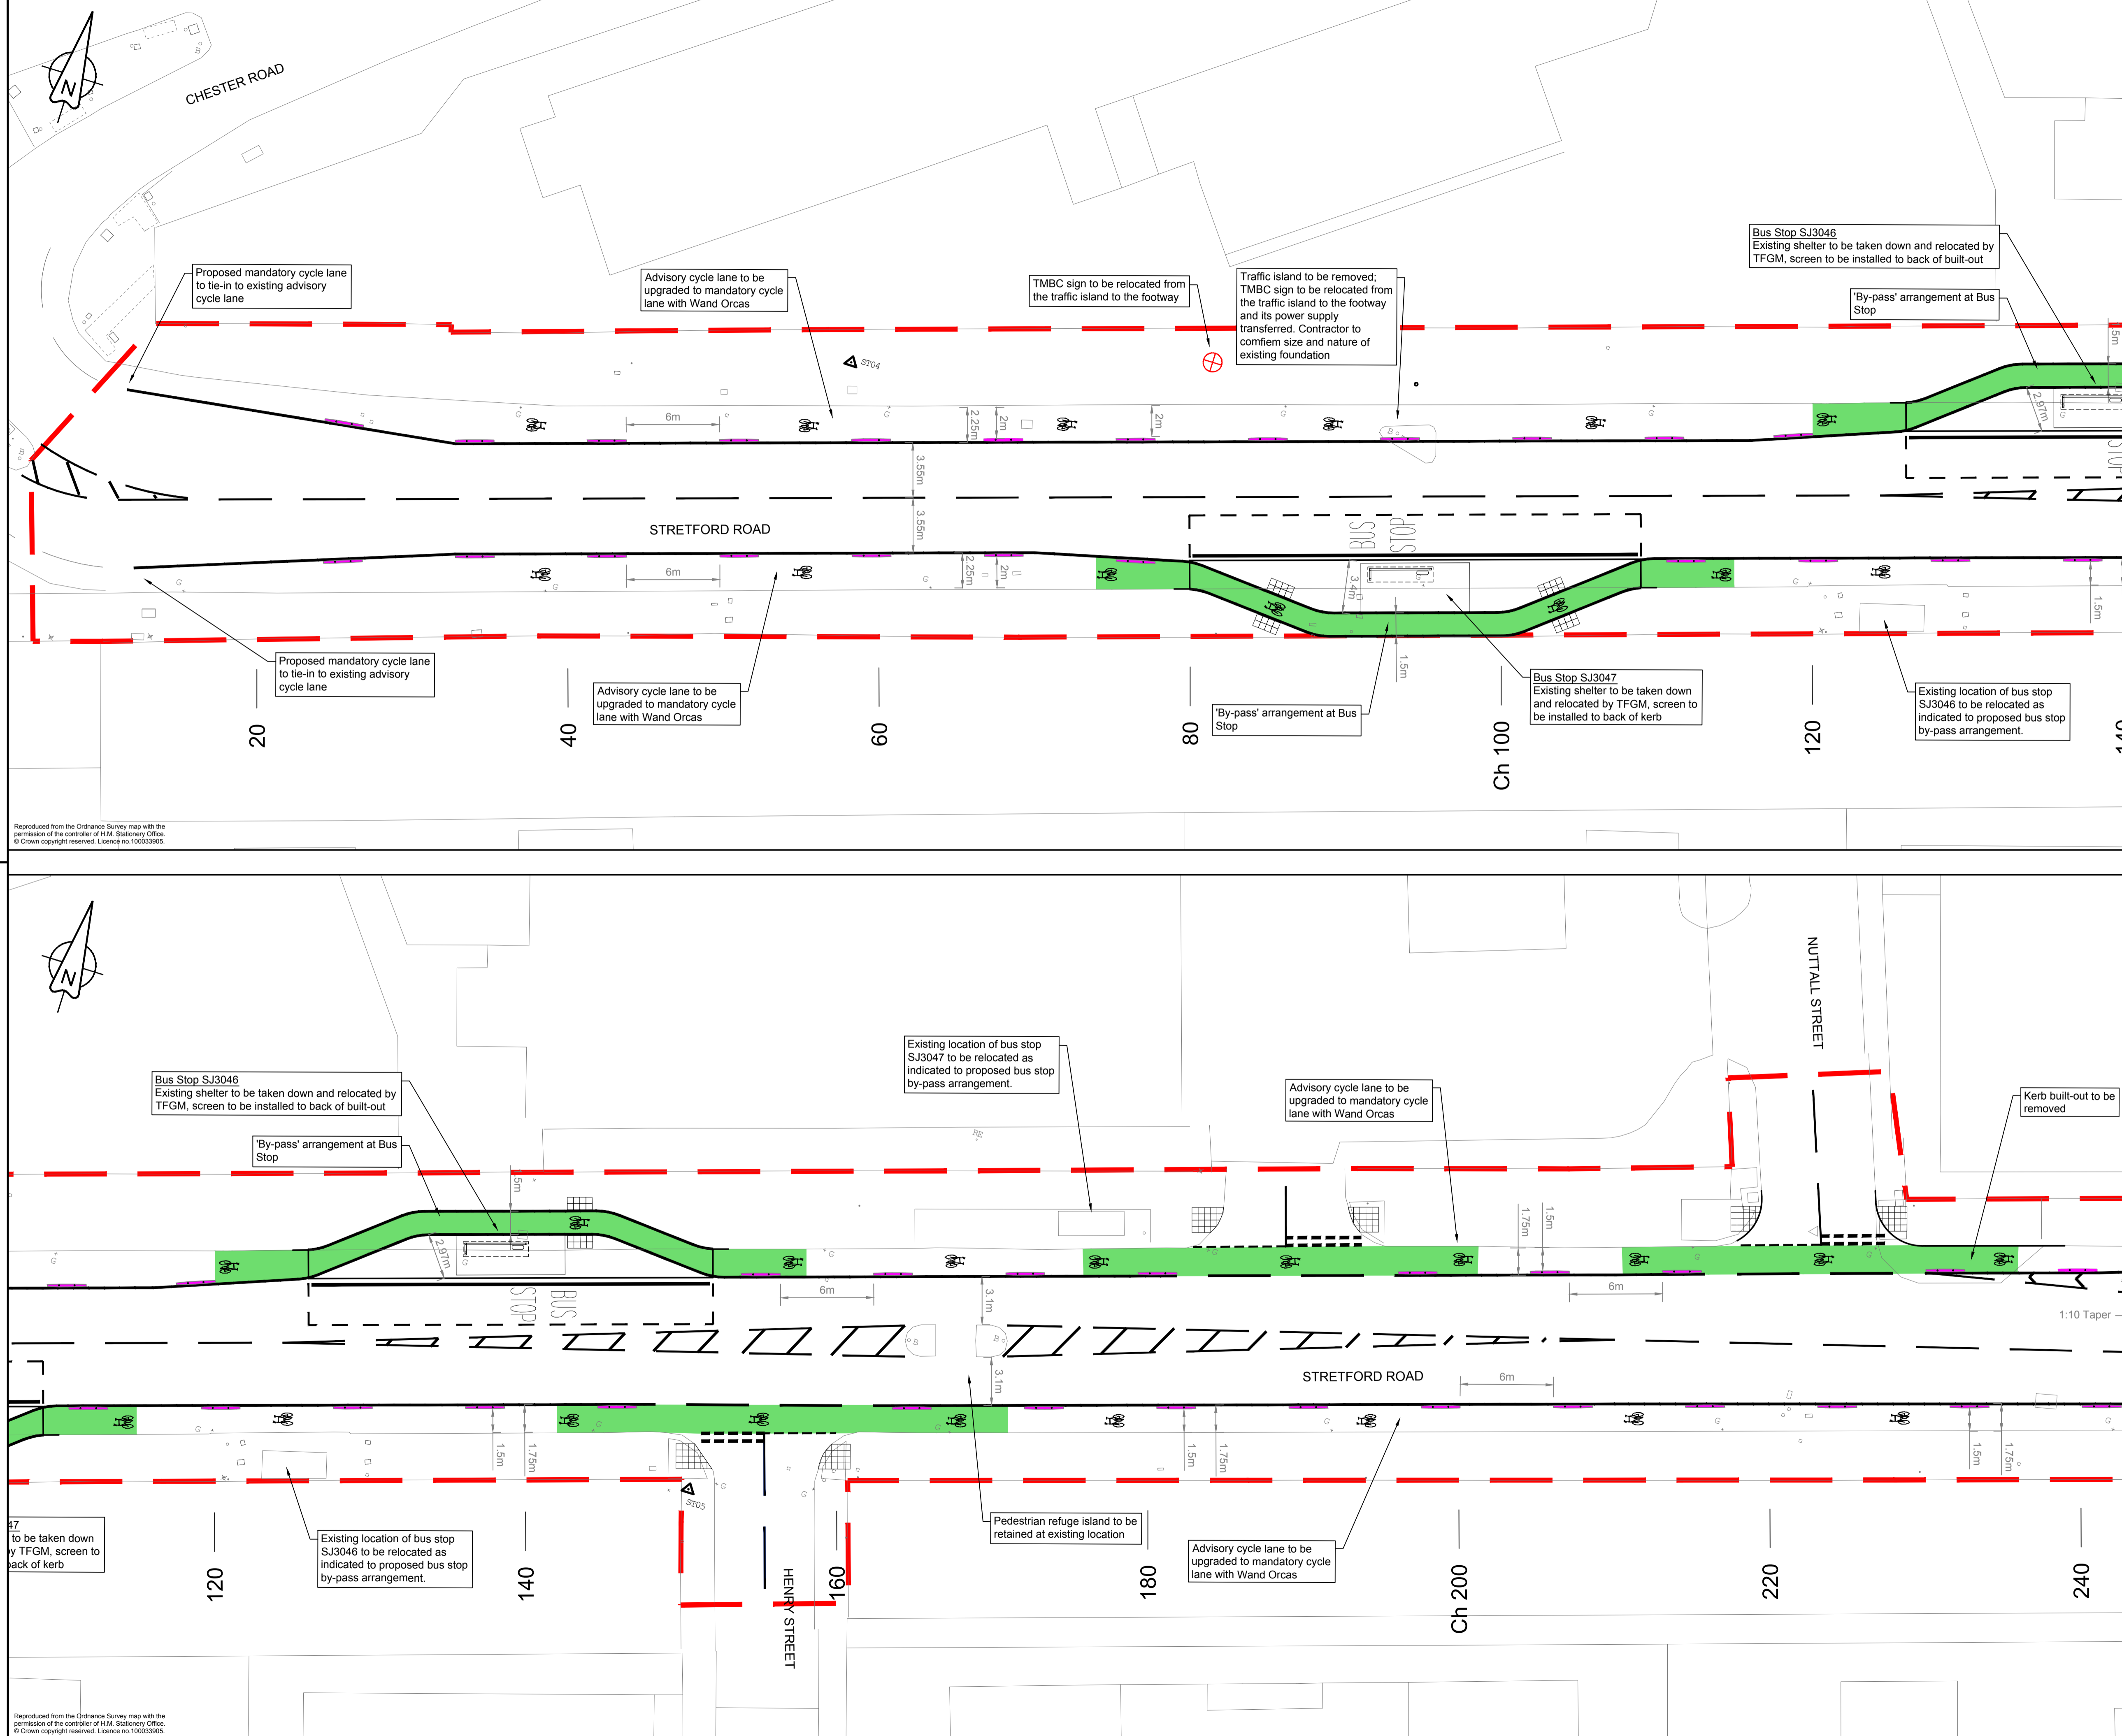 N
CHESTER ROAD
Proposed mandatory cycle lane
to tie-in to existing advisory
cycle lane
Advisory cycle lane to be
upgraded to mandatory cycle
lane with Wand Orcas
TMBC sign to be relocated from
the traffic island to the footway
Traffic island to be removed;
TMBC sign to be relocated from
the traffic island to the footway
and its power supply
transferred. Contractor to
comfiem size and nature of
existing foundation
Bus Stop SJ3046
Existing shelter to be taken down and relocated by
TFGM, screen to be installed to back of built-out
'By-pass' arrangement at Bus
Stop
ST04
6m
2.25m
2m
2m
2.97m
5m
3.55m
3.55m
STRETFORD ROAD
BUS
STOP
STOP
6m
2.25m
2m
3.4m
1.5m
1.5m
Proposed mandatory cycle lane
to tie-in to existing advisory
cycle lane
Advisory cycle lane to be
upgraded to mandatory cycle
lane with Wand Orcas
'By-pass' arrangement at Bus
Stop
Bus Stop SJ3047
Existing shelter to be taken down
and relocated by TFGM, screen to
be installed to back of kerb
Existing location of bus stop
SJ3046 to be relocated as
indicated to proposed bus stop
by-pass arrangement.
20
40
60
80
Ch 100
120
140
Reproduced from the Ordnance Survey map with the
permission of the controller of H.M. Stationery Office.
© Crown copyright reserved. Licence no.100033905.
N
NUTTALL STREET
Bus Stop SJ3046
Existing shelter to be taken down and relocated by
TFGM, screen to be installed to back of built-out
'By-pass' arrangement at Bus
Stop
Existing location of bus stop
SJ3047 to be relocated as
indicated to proposed bus stop
by-pass arrangement.
Advisory cycle lane to be
upgraded to mandatory cycle
lane with Wand Orcas
Kerb built-out to be
removed
RE
5m
2.97m
1.75m
1.5m
6m
6m
BUS
STOP
3.1m
3.1m
1:10 Taper
STRETFORD ROAD
6m
1.5m
1.75m
1.5m
1.75m
1.5m
1.75m
ST05
47
to be taken down
by TFGM, screen to
back of kerb
Existing location of bus stop
SJ3046 to be relocated as
indicated to proposed bus stop
by-pass arrangement.
Pedestrian refuge island to be
retained at existing location
Advisory cycle lane to be
upgraded to mandatory cycle
lane with Wand Orcas
HENRY STREET
120
140
160
180
Ch 200
220
240
Reproduced from the Ordnance Survey map with the
permission of the controller of H.M. Stationery Office.
© Crown copyright reserved. Licence no.100033905.